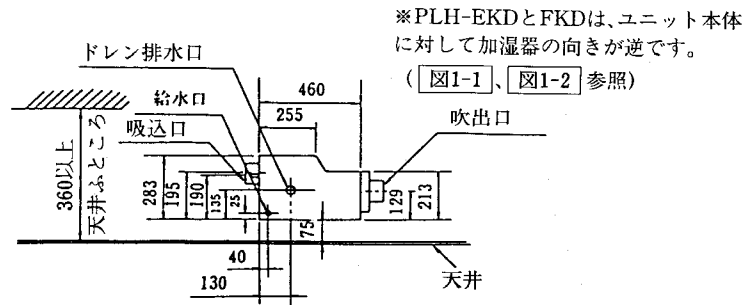 ※PLH-EKDとFKDは、ユニット本体
に対して加湿器の向きが逆です。
(図1-1、図1-2参照)
ドレン排水口
給水口
吸込口
460
255
吹出口
360以上
天井ふところ
283
195
190
135
25
75
129
213
40
130
天井